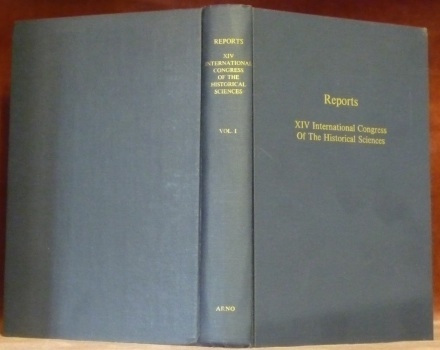 REPORTS
XIV
INTERNATIONAL
CONGRESS
OF THE
HISTORICAL
SCIENCES
VOL. I
ARNO
Reports
XIV International Congress
Of The Historical Sciences